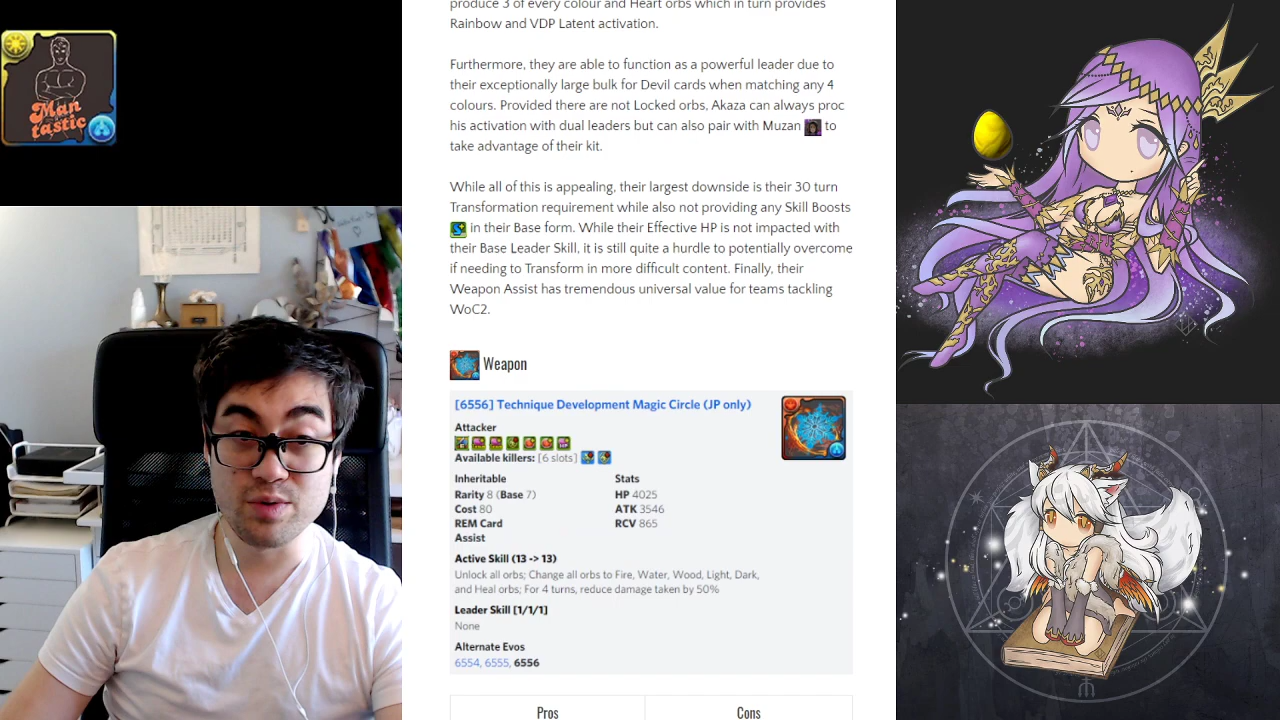 Man
tastic
produce 3 of every colour and Heart orbs which in turn provides
Rainbow and VDP Latent activation.
Furthermore, they are able to function as a powerful leader due to
their exceptionally large bulk for Devil cards when matching any 4
colours. Provided there are not Locked orbs, Akaza can always proc
his activation with dual leaders but can also pair with Muzan to
take advantage of their kit.
While all of this is appealing, their largest downside is their 30 turn
Transformation requirement while also not providing any Skill Boosts
in their Base form. While their Effective HP is not impacted with
their Base Leader Skill, it is still quite a hurdle to potentially overcome
if needing to Transform in more difficult content. Finally, their
Weapon Assist has tremendous universal value for teams tackling
WoC2.
Weapon
[6556] Technique Development Magic Circle (JP only)
Attacker
Available killers: [6 slots]
Inheritable
Rarity 8 (Base 7)
Cost 80
REM Card
Assist
Stats
HP 4025
ATK 3546
RCV 865
Active Skill (13 -> 13)
Unlock all orbs; Change all orbs to Fire, Water, Wood, Light, Dark,
and Heal orbs; For 4 turns, reduce damage taken by 50%
Leader Skill [1/1/1]
None
Alternate Evos
6554, 6555, 6556
Pros
Cons